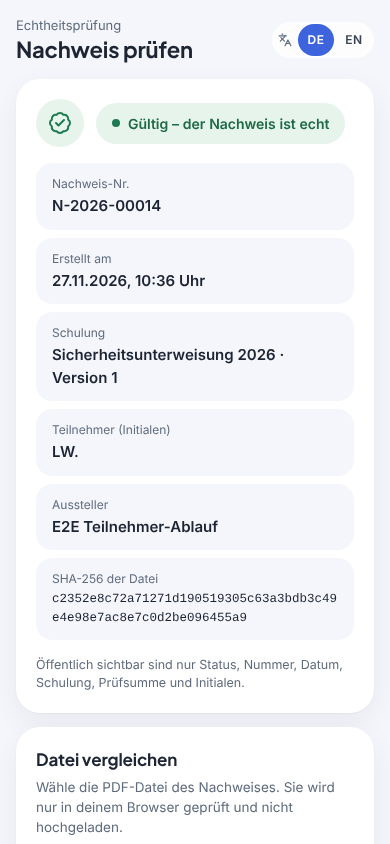 Echtheitsprüfung
Nachweis prüfen
DE
EN
Gültig – der Nachweis ist echt
Nachweis-Nr.
N-2026-00014
Erstellt am
27.11.2026, 10:36 Uhr
Schulung
Sicherheitsunterweisung 2026 ·
Version 1
Teilnehmer (Initialen)
LW.
Aussteller
E2E Teilnehmer-Ablauf
SHA-256 der Datei
c2352e8c72a71271d190519305c63a3bdb3c49
e4e98e7ac8e7c0d2be096455a9
Öffentlich sichtbar sind nur Status, Nummer, Datum,
Schulung, Prüfsumme und Initialen.
Datei vergleichen
Wähle die PDF-Datei des Nachweises. Sie wird
nur in deinem Browser geprüft und nicht
hochgeladen.